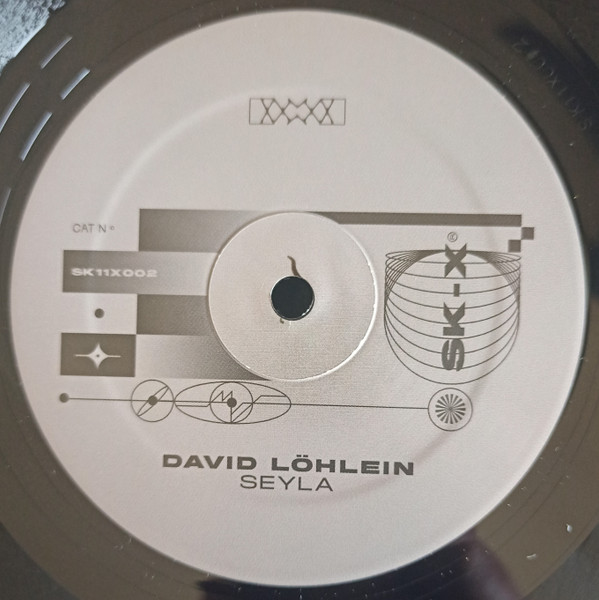 CAT N º
SK11X002
SK-X©
DAVID LÖHLEIN
SEYLA